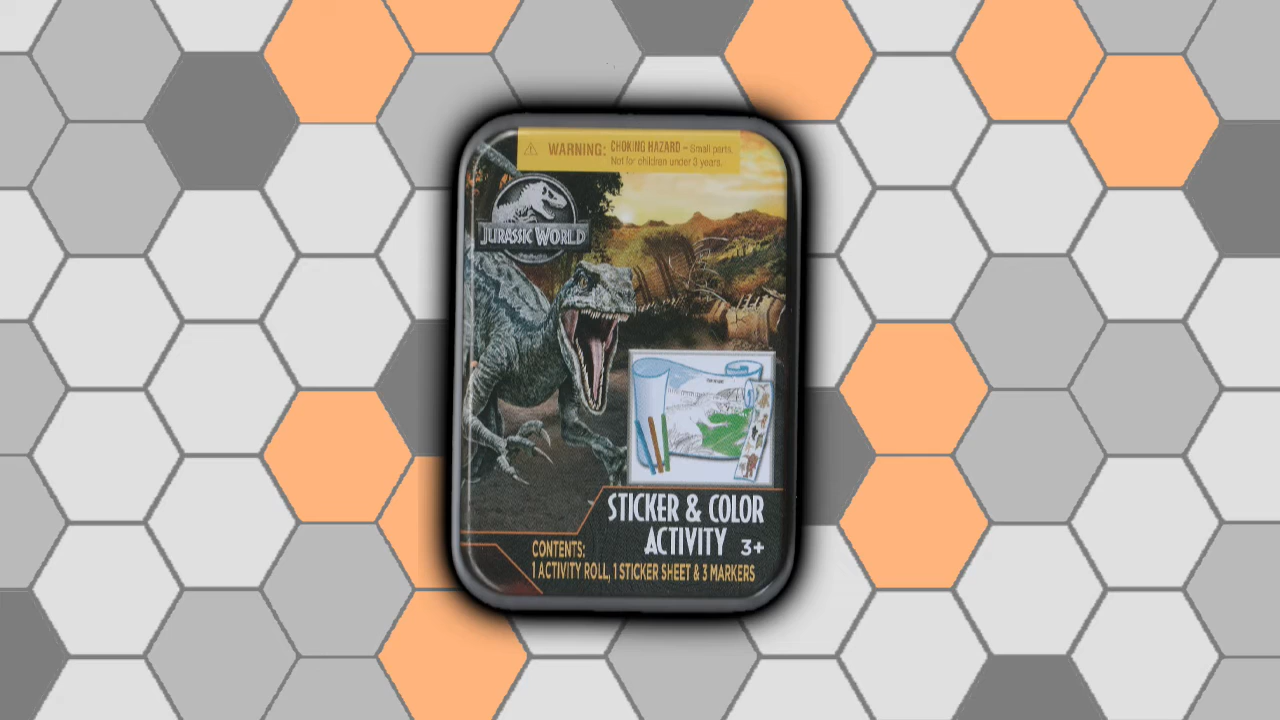 WARNING: CHOKING HAZARD – Small parts.
Not for children under 3 years.
JURASSIC WORLD
STICKER & COLOR
ACTIVITY 3+
CONTENTS:
1 ACTIVITY ROLL, 1 STICKER SHEET & 3 MARKERS